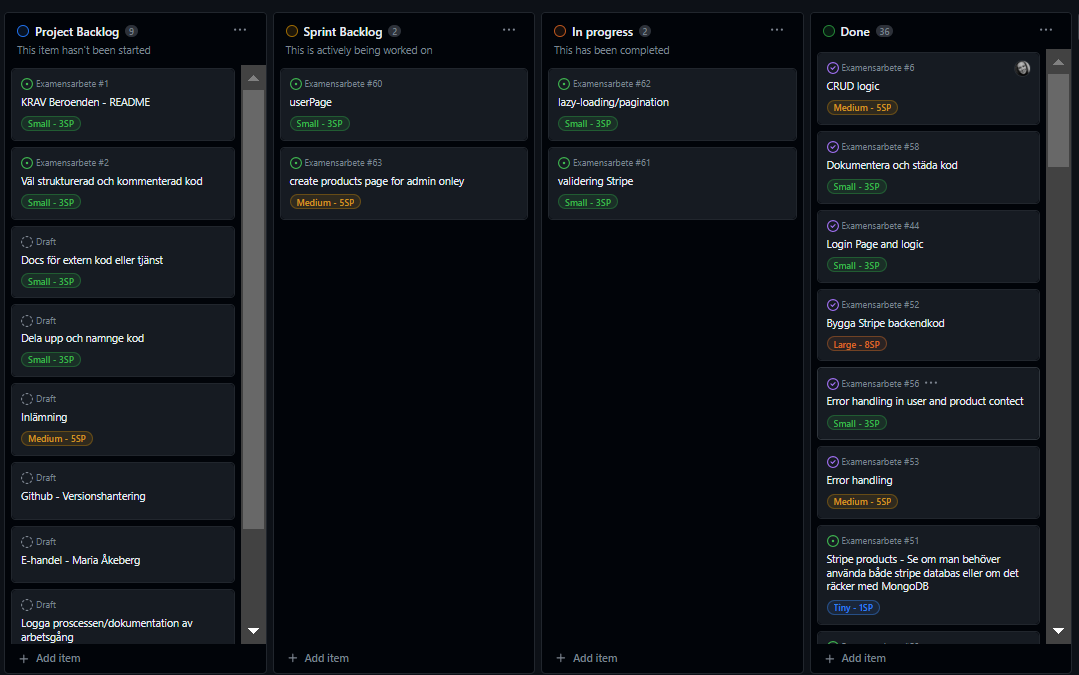 Project Backlog 9
This item hasn't been started
Examensarbete #1
KRAV Beroenden - README
Small - 3SP
Examensarbete #2
Väl strukturerad och kommenterad kod
Small - 3SP
Draft
Docs för extern kod eller tjänst
Small - 3SP
Draft
Dela upp och namnge kod
Small - 3SP
Draft
Inlämning
Medium - 5SP
Draft
Github - Versionshantering
Draft
E-handel - Maria Åkeberg
Draft
Logga proscessen/dokumentation av
arbetsgång
+ Add item
Sprint Backlog 2
This is actively being worked on
Examensarbete #60
userPage
Small - 3SP
Examensarbete #63
create products page for admin onley
Medium - 5SP
+ Add item
In progress 2
This has been completed
Examensarbete #62
lazy-loading/pagination
Small - 3SP
Examensarbete #61
validering Stripe
Small - 3SP
+ Add item
Done 36
Examensarbete #6
CRUD logic
Medium - 5SP
Examensarbete #58
Dokumentera och städa kod
Small - 3SP
Examensarbete #44
Login Page and logic
Small - 3SP
Examensarbete #52
Bygga Stripe backendkod
Large - 8SP
Examensarbete #56
Error handling in user and product contect
Small - 3SP
Examensarbete #53
Error handling
Medium - 5SP
Examensarbete #51
Stripe products - Se om man behöver
använda både stripe databas eller om det
räcker med MongoDB
Tiny - 1SP
+ Add item